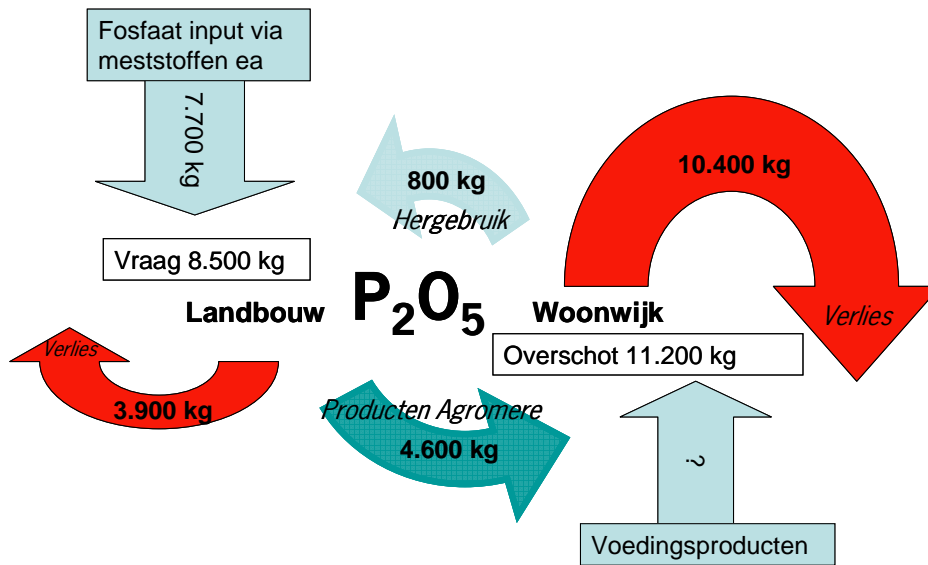 Fosfaat input via
meststoffen ea
7.700 kg
10.400 kg
800 kg
Hergebruik
Vraag 8.500 kg
Landbouw
P₂O₅
Woonwijk
Verlies
Overschot 11.200 kg
Verlies
3.900 kg
Producten Agromere
4.600 kg
?
Voedingsproducten